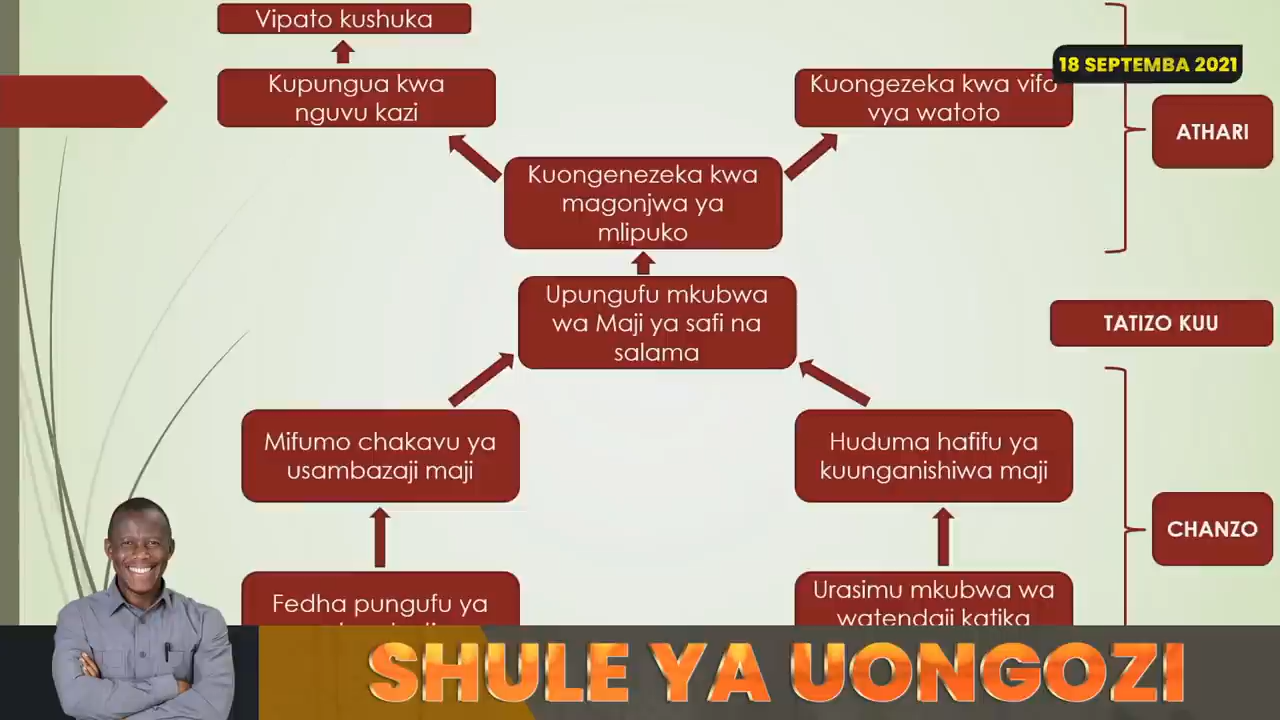 Vipato kushuka
18 SEPTEMBA 2021
Kupungua kwa
nguvu kazi
Kuongezeka kwa vifo
vya watoto
ATHARI
Kuongenezeka kwa
magonjwa ya
mlipuko
Upungufu mkubwa
wa Maji ya safi na
salama
TATIZO KUU
Mifumo chakavu ya
usambazaji maji
Huduma hafifu ya
kuunganishiwa maji
CHANZO
Fedha pungufu ya
Urasimu mkubwa wa
watendaji katika
SHULE YA UONGOZI